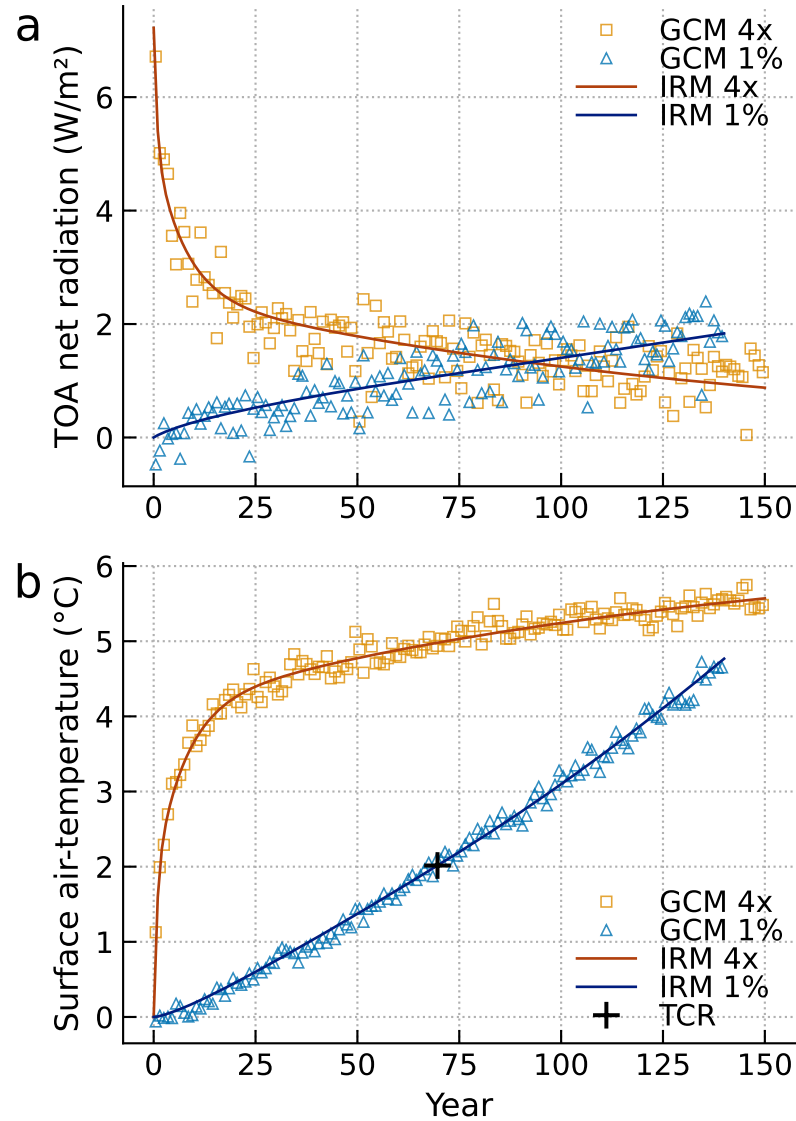 a
TOA net radiation (W/m²)
6
4
2
0
GCM 4x
GCM 1%
IRM 4x
IRM 1%
0 25 50 75 100 125 150
b
Surface air-temperature (°C)
6
5
4
3
2
1
0
GCM 4x
GCM 1%
IRM 4x
IRM 1%
TCR
0 25 50 75 100 125 150
Year